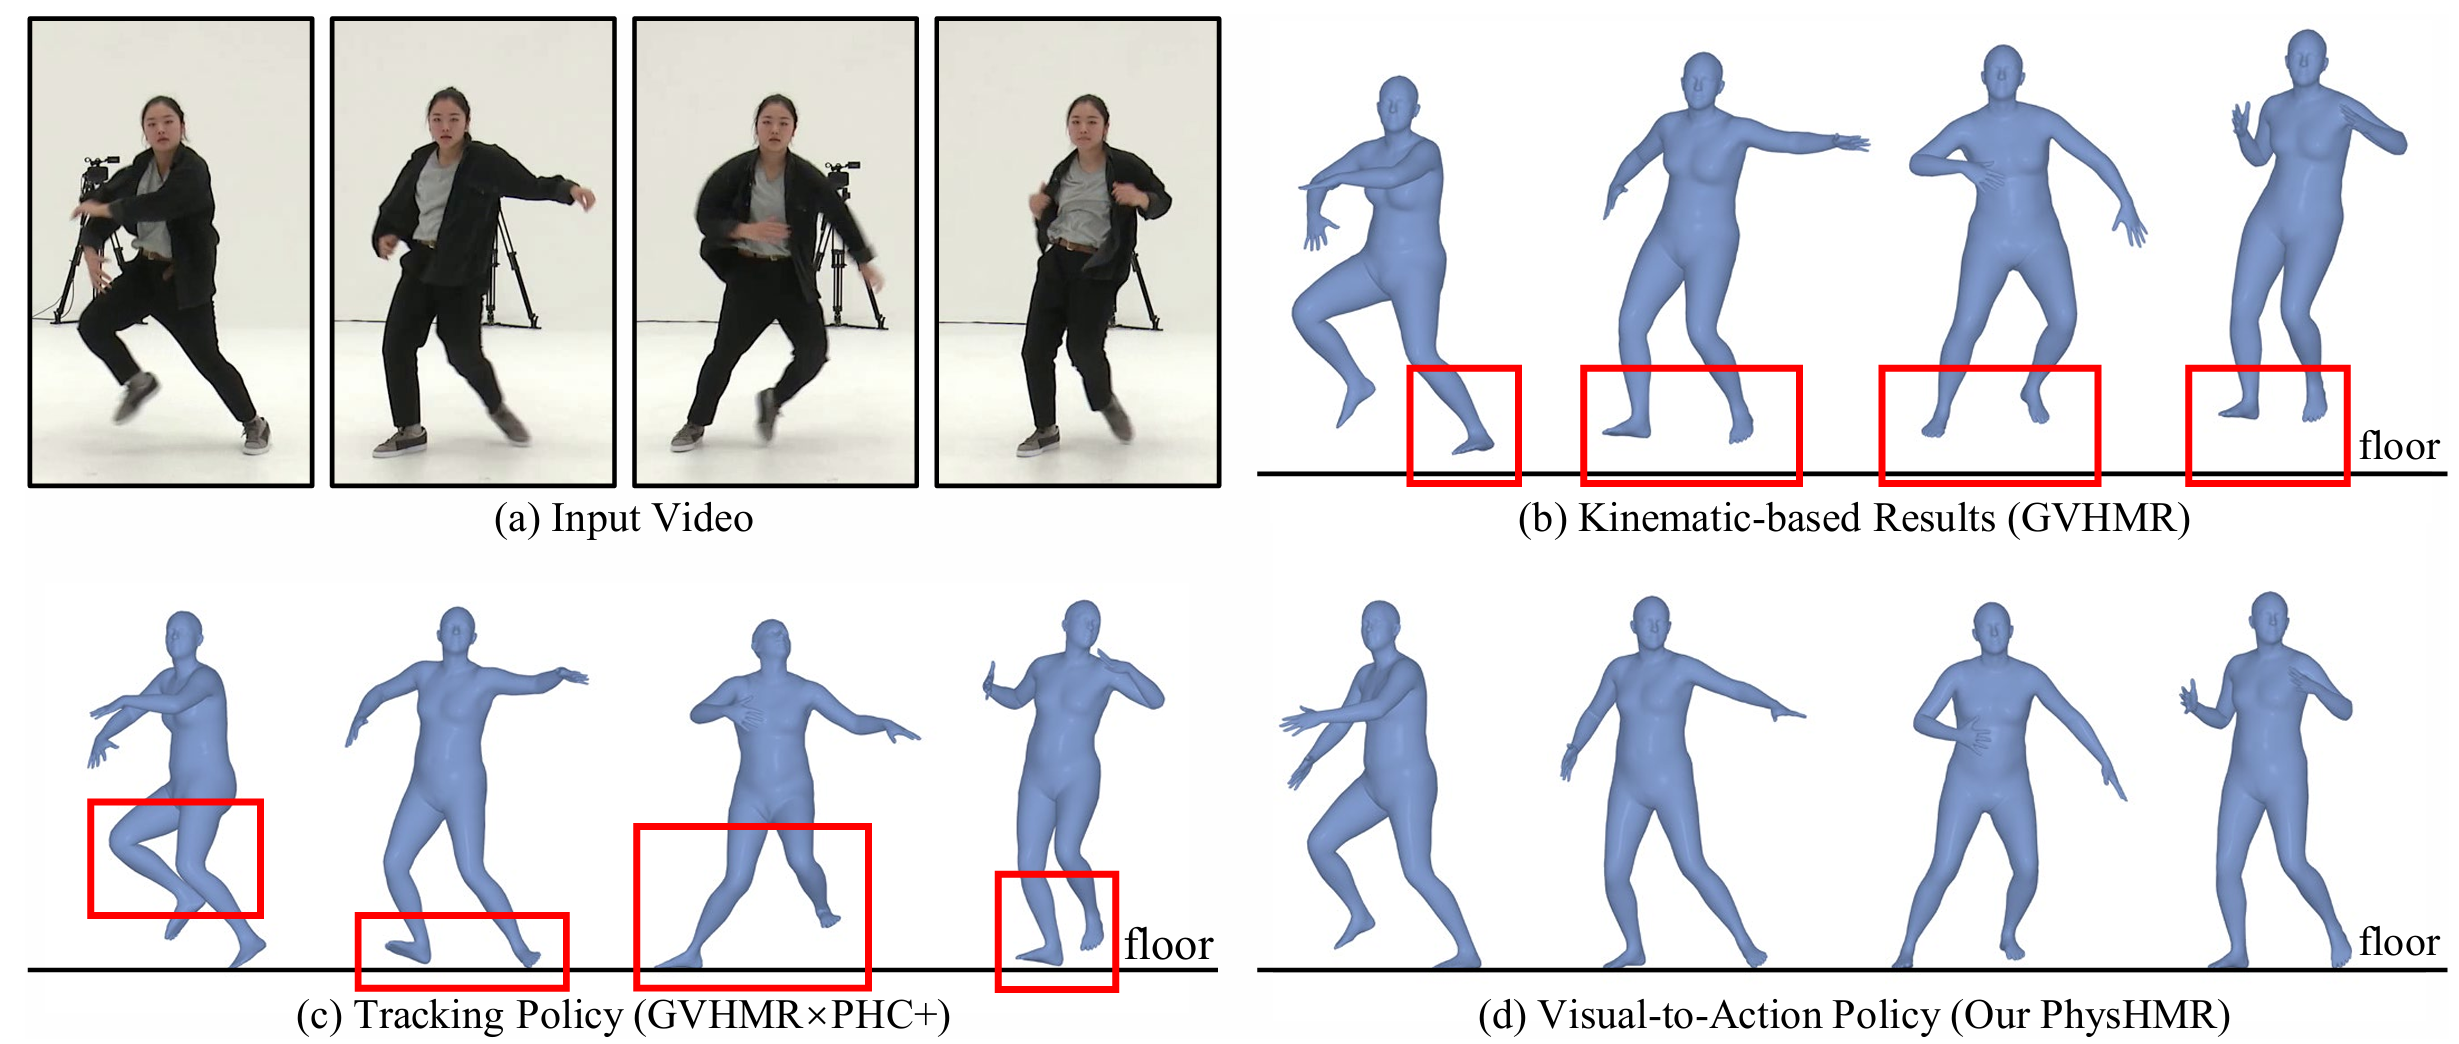 floor
(a) Input Video
(b) Kinematic-based Results (GVHMR)
floor
floor
(c) Tracking Policy (GVHMR×PHC+)
(d) Visual-to-Action Policy (Our PhysHMR)